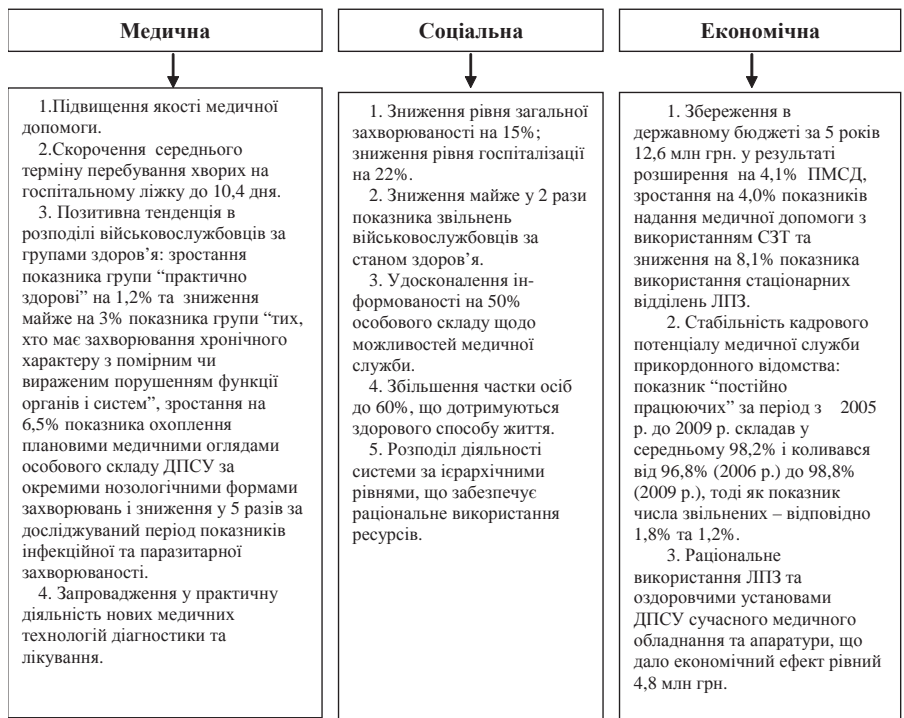 Медична
1.Підвищення якості медичної
допомоги.
2.Скорочення середнього
терміну перебування хворих на
госпітальному ліжку до 10,4 дня.
3. Позитивна тенденція в
розподілі військовослужбовців за
групами здоров’я: зростання
показника групи “практично
здорові” на 1,2% та зниження
майже на 3% показника групи “тих,
хто має захворювання хронічного
характеру з помірним чи
вираженим порушенням функції
органів і систем”, зростання на
6,5% показника охоплення
плановими медичними оглядами
особового складу ДПСУ за
окремими нозологічними формами
захворювань і зниження у 5 разів за
досліджуваний період показників
інфекційної та паразитарної
захворюваності.
4. Запровадження у практичну
діяльність нових медичних
технологій діагностики та
лікування.
Соціальна
1. Зниження рівня загальної
захворюваності на 15%;
зниження рівня госпіталізації
на 22%.
2. Зниження майже у 2 рази
показника звільнень
військовослужбовців за
станом здоров’я.
3. Удосконалення ін-
формованості на 50%
особового складу щодо
можливостей медичної
служби.
4. Збільшення частки осіб
до 60%, що дотримуються
здорового способу життя.
5. Розподіл діяльності
системи за ієрархічними
рівнями, що забезпечує
раціональне використання
ресурсів.
Економічна
1. Збереження в
державному бюджеті за 5 років
12,6 млн грн. у результаті
розширення на 4,1% ПМСД,
зростання на 4,0% показників
надання медичної допомоги з
використанням СЗТ та
зниження на 8,1% показника
використання стаціонарних
відділень ЛПЗ.
2. Стабільність кадрового
потенціалу медичної служби
прикордонного відомства:
показник “постійно
працюючих” за період з 2005
р. до 2009 р. складав у
середньому 98,2% і коливався
від 96,8% (2006 р.) до 98,8%
(2009 р.), тоді як показник
числа звільнених – відповідно
1,8% та 1,2%.
3. Раціональне
використання ЛПЗ та
оздоровчими установами
ДПСУ сучасного медичного
обладнання та апаратури, що
дало економічний ефект рівний
4,8 млн грн.